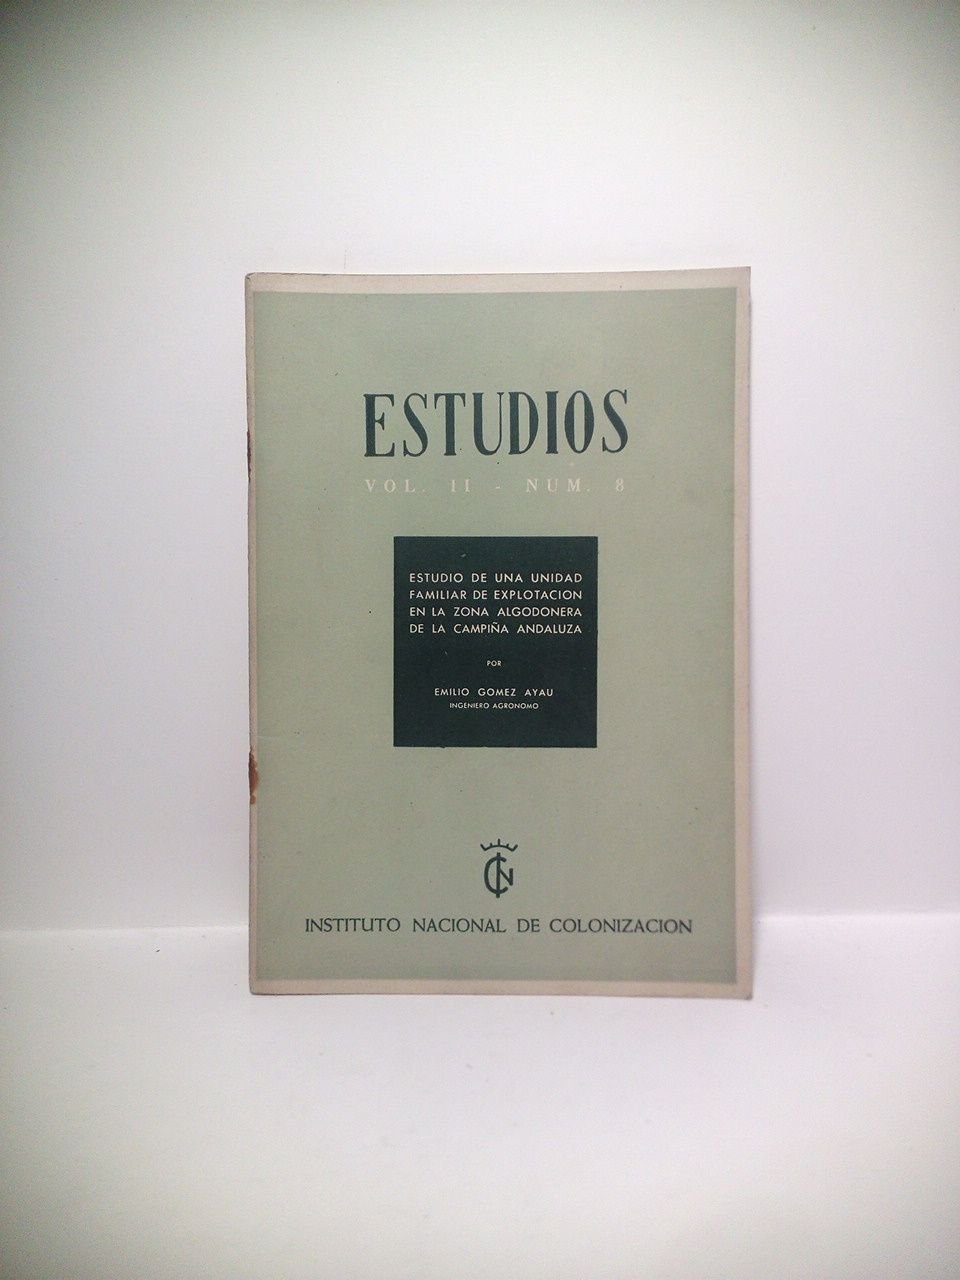 ESTUDIOS
VOL. II - NUM. 8
ESTUDIO DE UNA UNIDAD
FAMILIAR DE EXPLOTACION
EN LA ZONA ALGODONERA
DE LA CAMPIÑA ANDALUZA
POR
EMILIO GOMEZ AYAU
INGENIERO AGRONOMO
INSTITUTO NACIONAL DE COLONIZACION